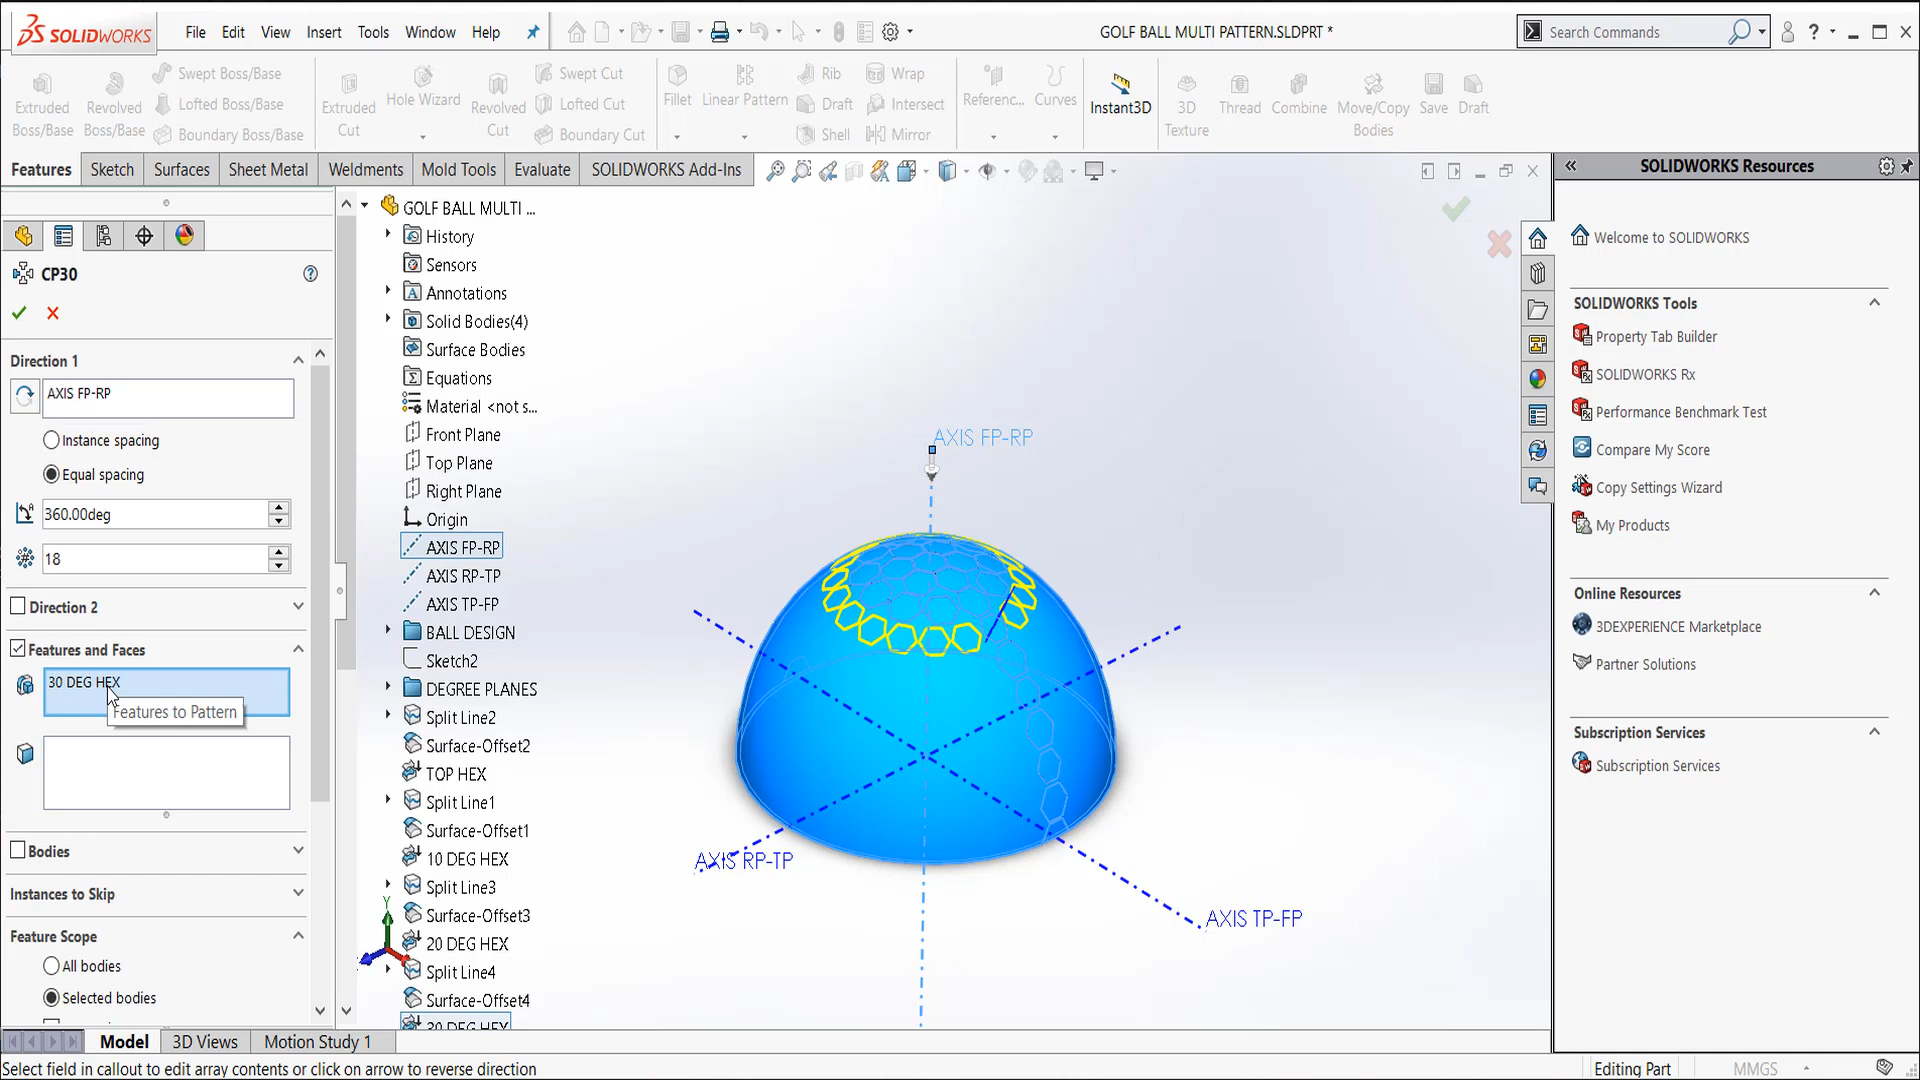 SOLIDWORKS File Edit View Insert Tools Window Help GOLF BALL MULTI PATTERN.SLDPRT * Search Commands ?
Extruded Boss/Base
Revolved Boss/Base
Swept Boss/Base
Lofted Boss/Base
Boundary Boss/Base
Extruded Cut
Hole Wizard
Revolved Cut
Swept Cut
Lofted Cut
Boundary Cut
Fillet
Linear Pattern
Rib
Draft
Shell
Wrap
Intersect
Mirror
Referenc...
Curves
Instant3D
3D Texture
Thread
Combine
Move/Copy Bodies
Save
Draft
Features Sketch Surfaces Sheet Metal Weldments Mold Tools Evaluate SOLIDWORKS Add-Ins
CP30
Direction 1
AXIS FP-RP
Instance spacing
Equal spacing
360.00deg
18
Direction 2
Features and Faces
30 DEG HEX
Features to Pattern
Bodies
Instances to Skip
Feature Scope
All bodies
Selected bodies
GOLF BALL MULTI ...
History
Sensors
Annotations
Solid Bodies(4)
Surface Bodies
Equations
Material <not s...
Front Plane
Top Plane
Right Plane
Origin
AXIS FP-RP
AXIS RP-TP
AXIS TP-FP
BALL DESIGN
Sketch2
DEGREE PLANES
Split Line2
Surface-Offset2
TOP HEX
Split Line1
Surface-Offset1
10 DEG HEX
Split Line3
Surface-Offset3
20 DEG HEX
Split Line4
Surface-Offset4
30 DEG HEX
AXIS FP-RP
AXIS RP-TP
AXIS TP-FP
Y
SOLIDWORKS Resources
Welcome to SOLIDWORKS
SOLIDWORKS Tools
Property Tab Builder
SOLIDWORKS Rx
Performance Benchmark Test
Compare My Score
Copy Settings Wizard
My Products
Online Resources
3DEXPERIENCE Marketplace
Partner Solutions
Subscription Services
Subscription Services
Model 3D Views Motion Study 1
Select field in callout to edit array contents or click on arrow to reverse direction Editing Part MMGS